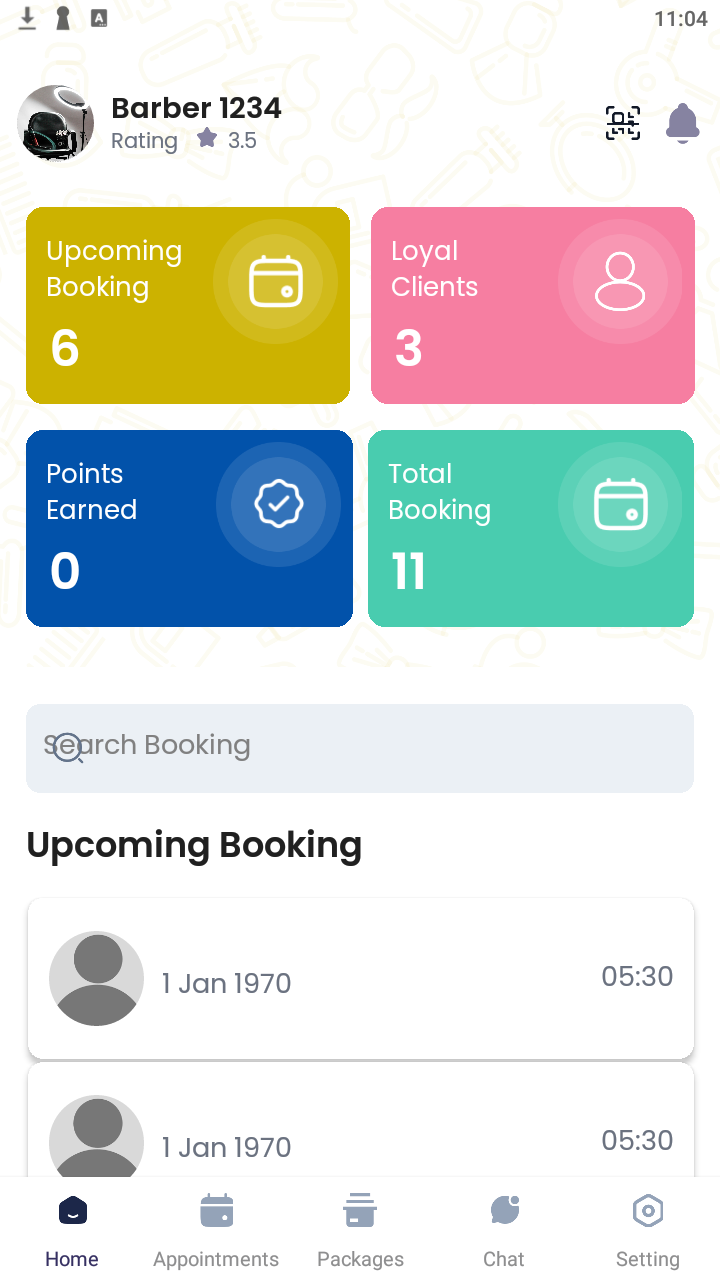 11:04
Barber 1234
Rating 3.5
Upcoming
Booking
6
Loyal
Clients
3
Points
Earned
0
Total
Booking
11
Search Booking
Upcoming Booking
1 Jan 1970
05:30
1 Jan 1970
05:30
Home
Appointments
Packages
Chat
Setting